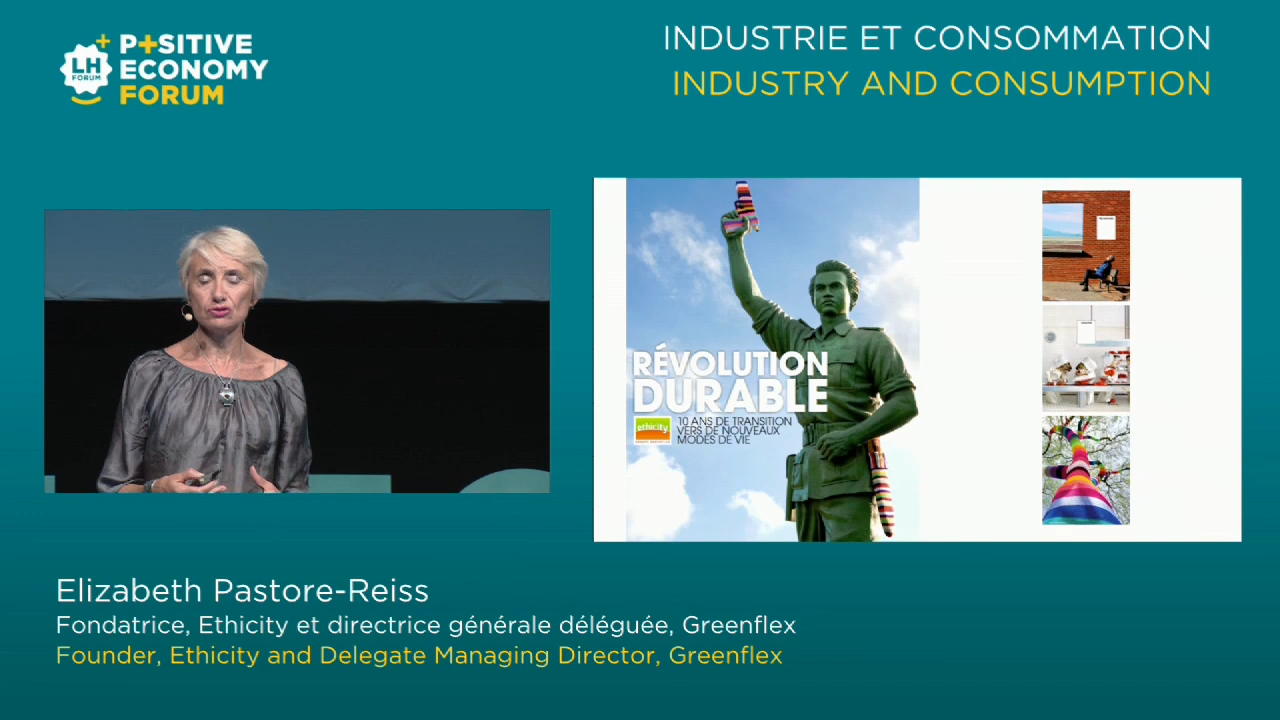 P+SITIVE
ECONOMY
FORUM
LH
FORUM
INDUSTRIE ET CONSOMMATION
INDUSTRY AND CONSUMPTION
RÉVOLUTION
DURABLE
ethicity
10 ANS DE TRANSITION
VERS DE NOUVEAUX
MODES DE VIE
Elizabeth Pastore-Reiss
Fondatrice, Ethicity et directrice générale déléguée, Greenflex
Founder, Ethicity and Delegate Managing Director, Greenflex